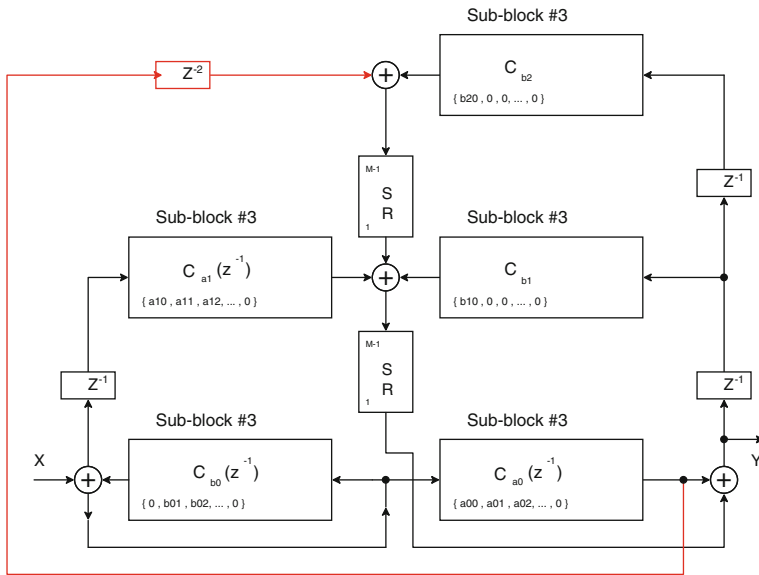 Sub-block #3
Z-2
C b2
{ b20 , 0 , 0, ... , 0 }
M-1
S
R
1
Z-1
Sub-block #3
Sub-block #3
C a1 (z-1)
{ a10 , a11 , a12, ... , 0 }
C b1
{ b10 , 0 , 0, ... , 0 }
M-1
S
R
1
Z-1
Z-1
Sub-block #3
Sub-block #3
X
C b0 (z-1)
{ 0, b01 , b02, ... , 0 }
C a0 (z-1)
{ a00 , a01 , a02, ... , 0 }
Y